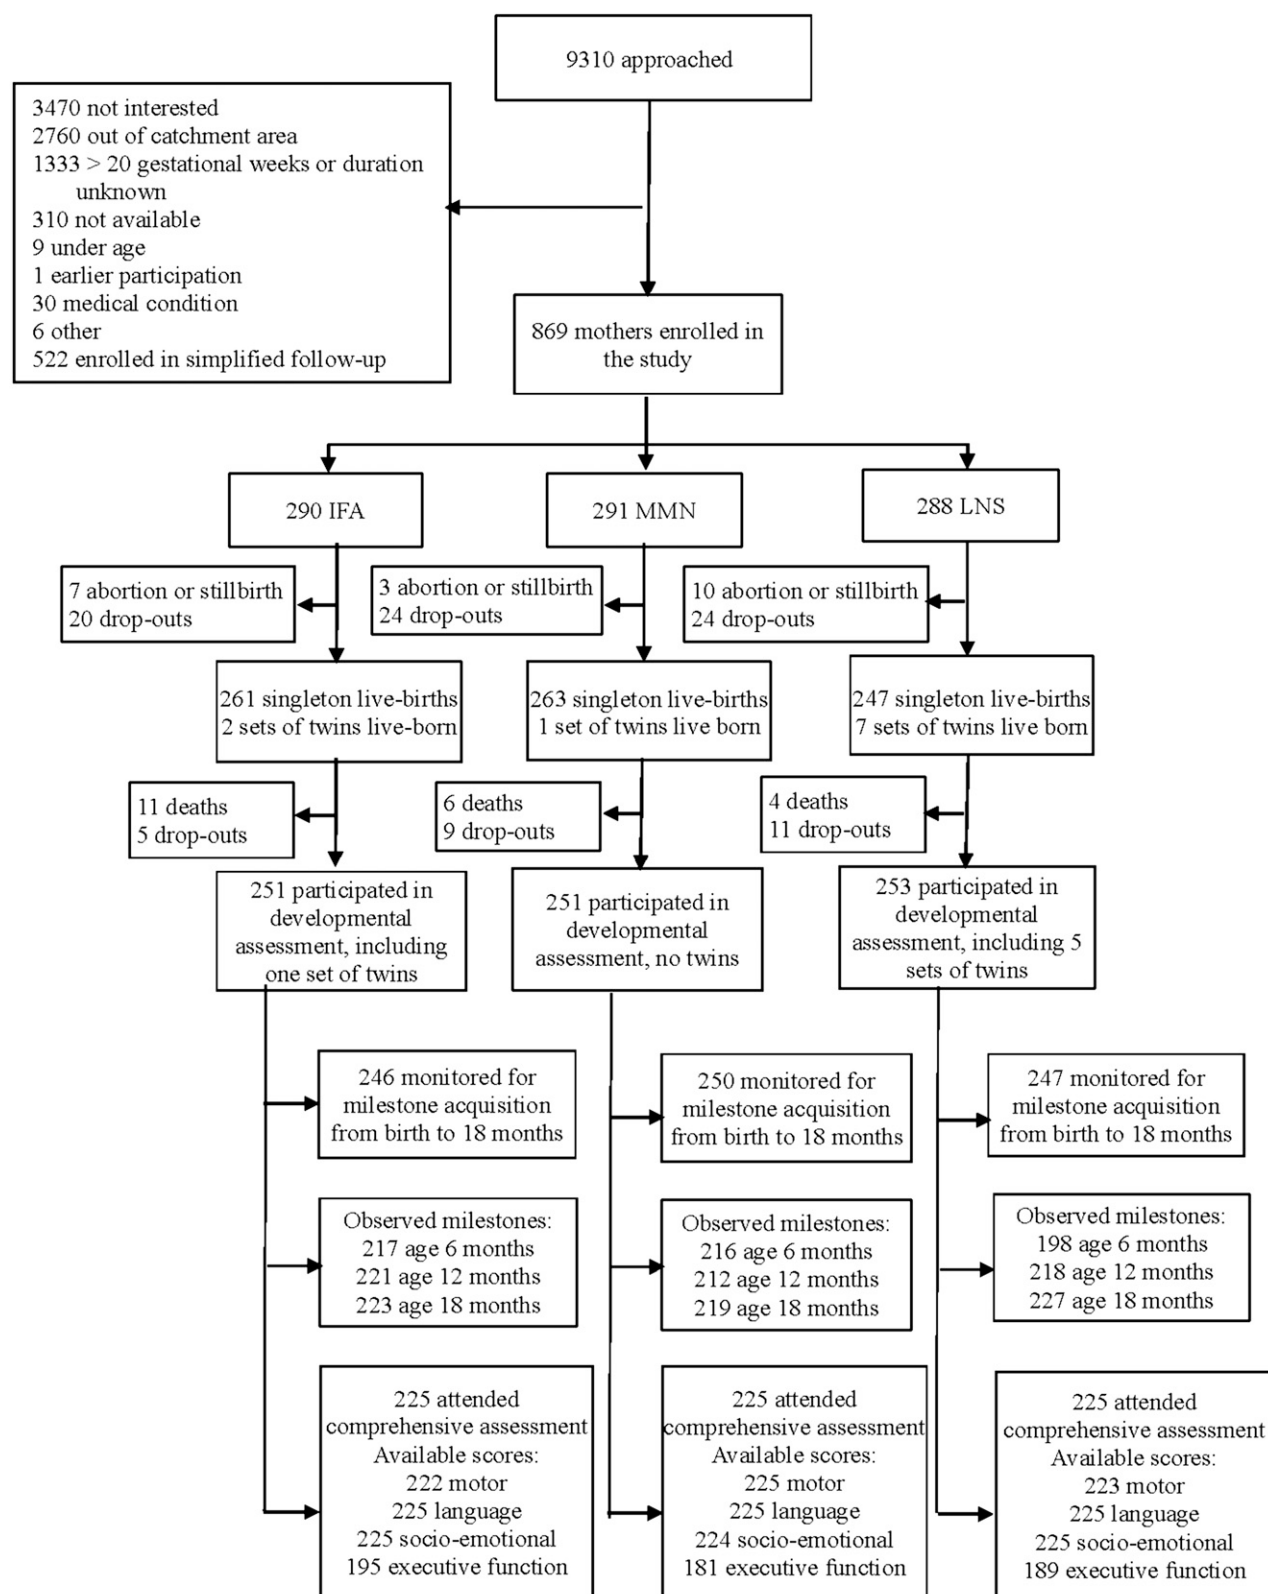 9310 approached
3470 not interested
2760 out of catchment area
1333 > 20 gestational weeks or duration
unknown
310 not available
9 under age
1 earlier participation
30 medical condition
6 other
522 enrolled in simplified follow-up
869 mothers enrolled in
the study
290 IFA
291 MMN
288 LNS
7 abortion or stillbirth
20 drop-outs
3 abortion or stillbirth
24 drop-outs
10 abortion or stillbirth
24 drop-outs
261 singleton live-births
2 sets of twins live-born
263 singleton live-births
1 set of twins live born
247 singleton live-births
7 sets of twins live born
11 deaths
5 drop-outs
6 deaths
9 drop-outs
4 deaths
11 drop-outs
251 participated in
developmental
assessment, including
one set of twins
251 participated in
developmental
assessment, no twins
253 participated in
developmental
assessment, including 5
sets of twins
246 monitored for
milestone acquisition
from birth to 18 months
250 monitored for
milestone acquisition
from birth to 18 months
247 monitored for
milestone acquisition
from birth to 18 months
Observed milestones:
217 age 6 months
221 age 12 months
223 age 18 months
Observed milestones:
216 age 6 months
212 age 12 months
219 age 18 months
Observed milestones:
198 age 6 months
218 age 12 months
227 age 18 months
225 attended
comprehensive assessment
Available scores:
222 motor
225 language
225 socio-emotional
195 executive function
225 attended
comprehensive assessment
Available scores:
225 motor
225 language
224 socio-emotional
181 executive function
225 attended
comprehensive assessment
Available scores:
223 motor
225 language
225 socio-emotional
189 executive function